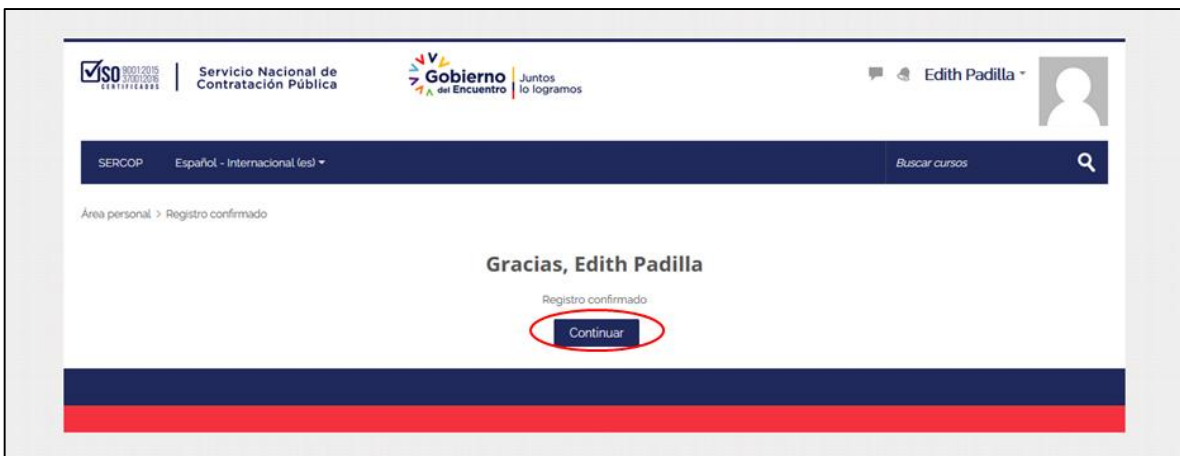 ISO 9001:2015
37001:2016
CERTIFICADOS
Servicio Nacional de
Contratación Pública
Gobierno
del Encuentro
Juntos
lo logramos
Edith Padilla
SERCOP
Español - Internacional (es)
Buscar cursos
Área personal > Registro confirmado
Gracias, Edith Padilla
Registro confirmado
Continuar